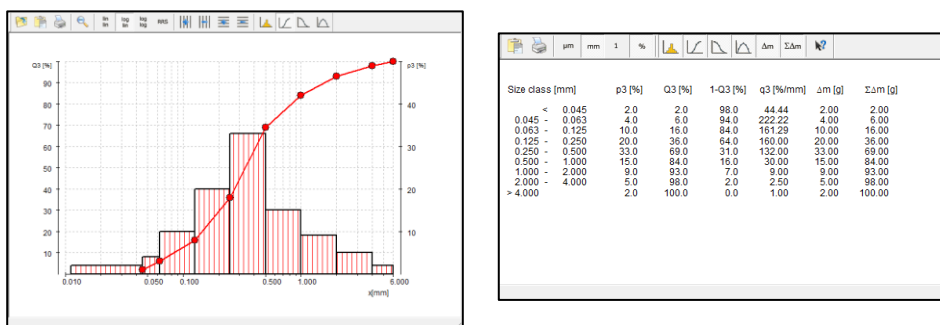 lin lin
log lin
log log
RRS
Q3 [%]
p3 [%]
90
80
70
60
50
40
30
20
10
40
30
20
10
0.010
0.050
0.100
0.500
1.000
5.000
x[mm]
µm mm 1 % Δm ΣΔm
Size class [mm] p3 [%] Q3 [%] 1-Q3 [%] q3 [%/mm] Δm [g] ΣΔm [g]
< 0.045 2.0 2.0 98.0 44.44 2.00 2.00
0.045 - 0.063 4.0 6.0 94.0 222.22 4.00 6.00
0.063 - 0.125 10.0 16.0 84.0 161.29 10.00 16.00
0.125 - 0.250 20.0 36.0 64.0 160.00 20.00 36.00
0.250 - 0.500 33.0 69.0 31.0 132.00 33.00 69.00
0.500 - 1.000 15.0 84.0 16.0 30.00 15.00 84.00
1.000 - 2.000 9.0 93.0 7.0 9.00 9.00 93.00
2.000 - 4.000 5.0 98.0 2.0 2.50 5.00 98.00
> 4.000 2.0 100.0 0.0 1.00 2.00 100.00